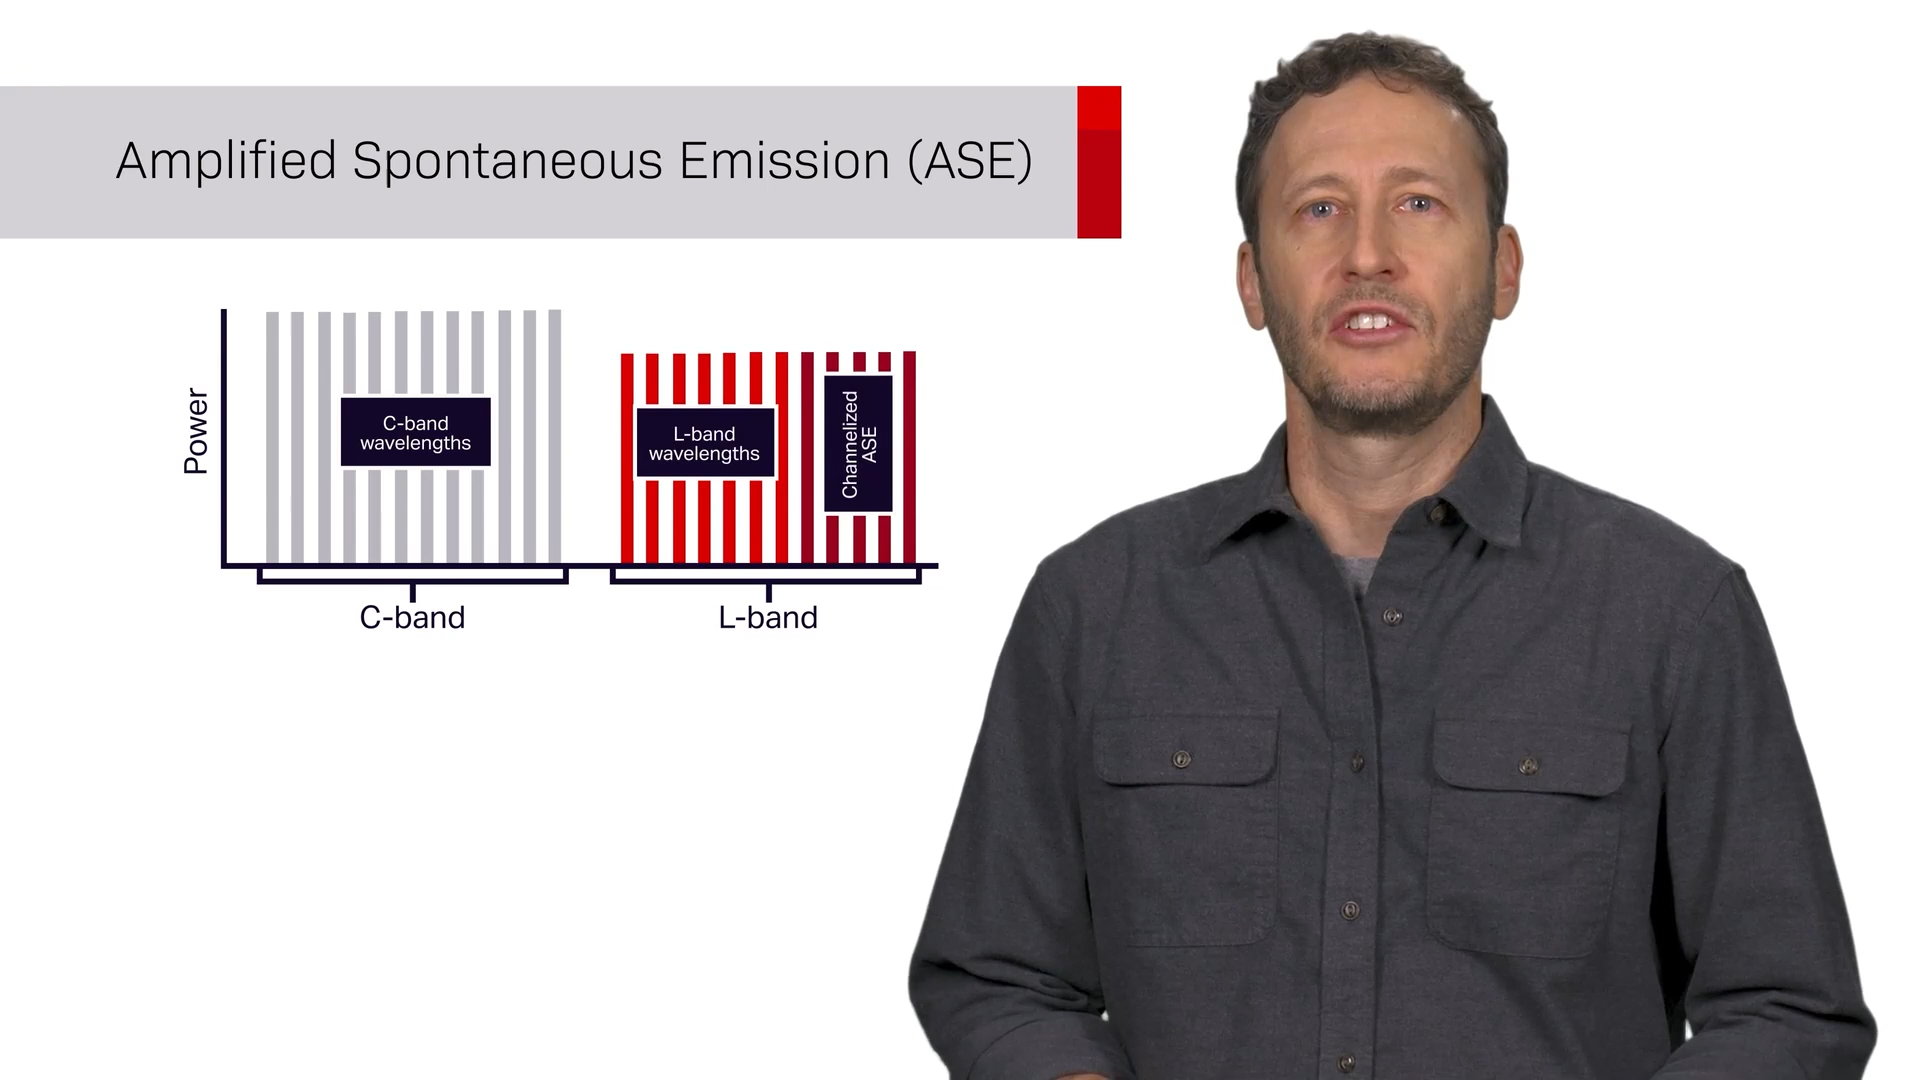 Amplified Spontaneous Emission (ASE)
Power
C-band
wavelengths
L-band
wavelengths
Channelized
ASE
C-band
L-band